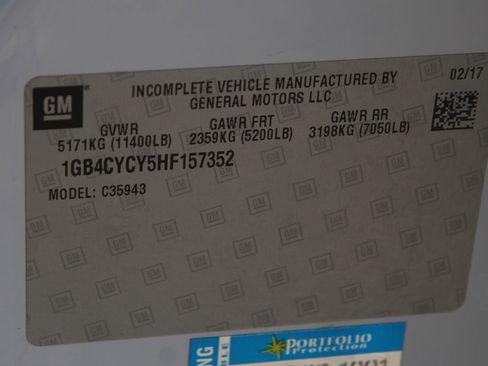 GM
INCOMPLETE VEHICLE MANUFACTURED BY
GENERAL MOTORS LLC
02/17
GVWR
5171KG (11400LB)
GAWR FRT
2359KG (5200LB)
GAWR RR
3198KG (7050LB)
1GB4CYCY5HF157352
MODEL: C35943
PORTFOLIO
Protection